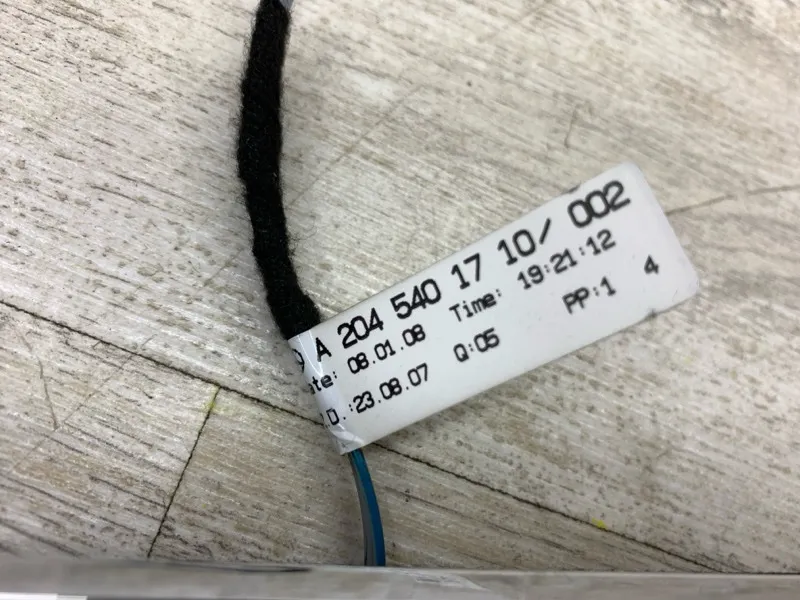 A 204 540 17 10/ 002
ate: 08.01.08 Time: 19:21:12
.D.:23.08.07 Q:05 PP:1 4